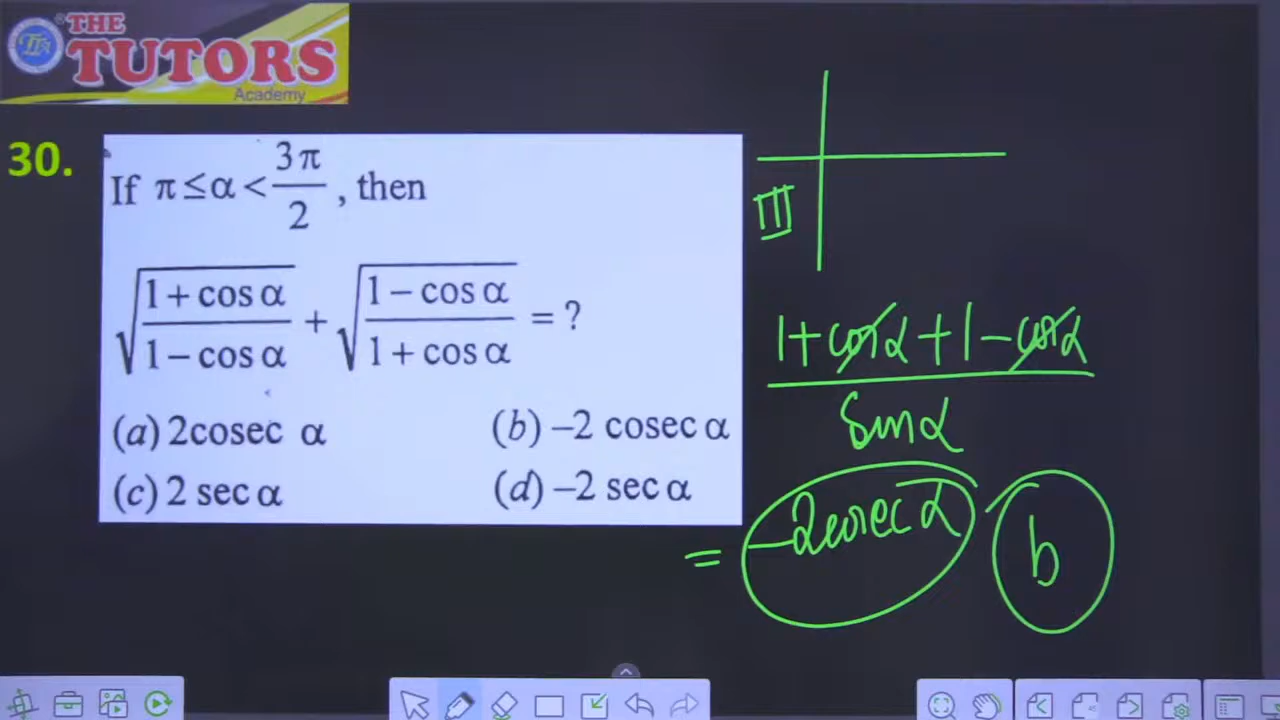 THE
TUTORS
Academy
30.
If π ≤ α < 3π/2, then
√((1 + cos α)/(1 − cos α)) + √((1 − cos α)/(1 + cos α)) = ?
(a) 2cosec α (b) −2 cosec α
(c) 2 sec α (d) −2 sec α
III
1 + cosα + 1 − cosα
sinα
= −2cosec α b